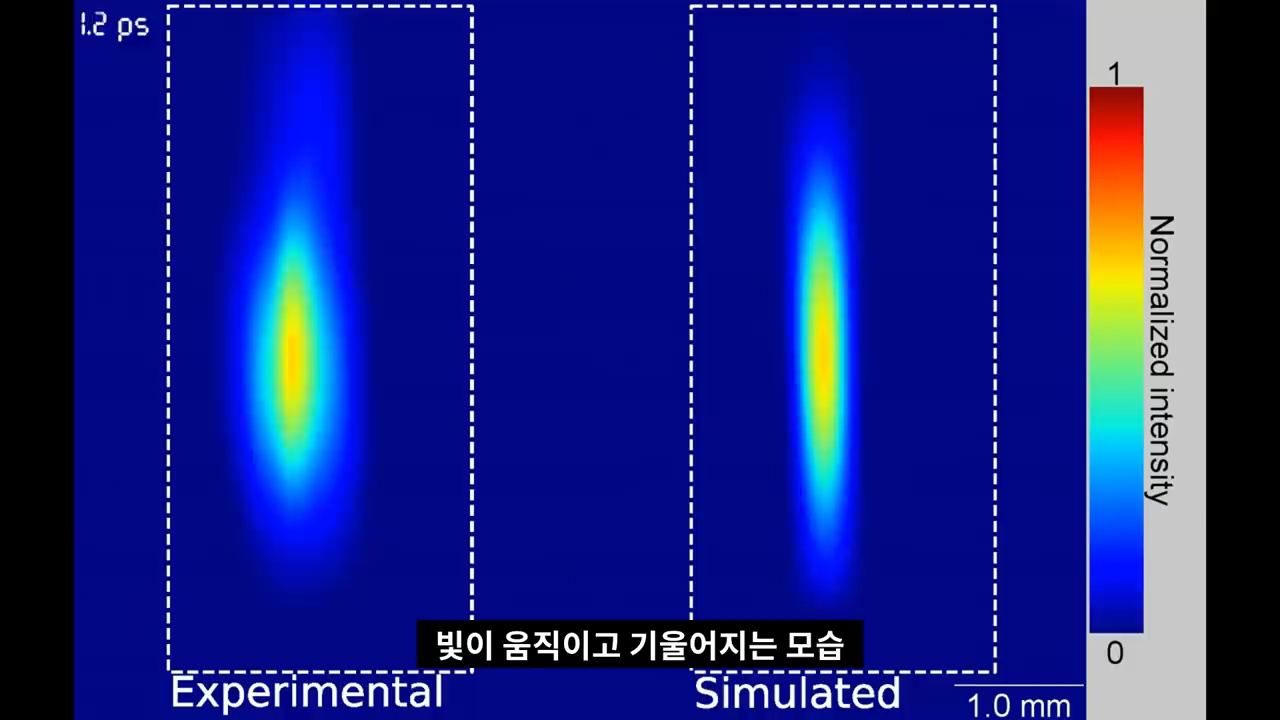 1.2 ps
1
Normalized intensity
0
빛이 움직이고 기울어지는 모습
Experimental
Simulated
1.0 mm